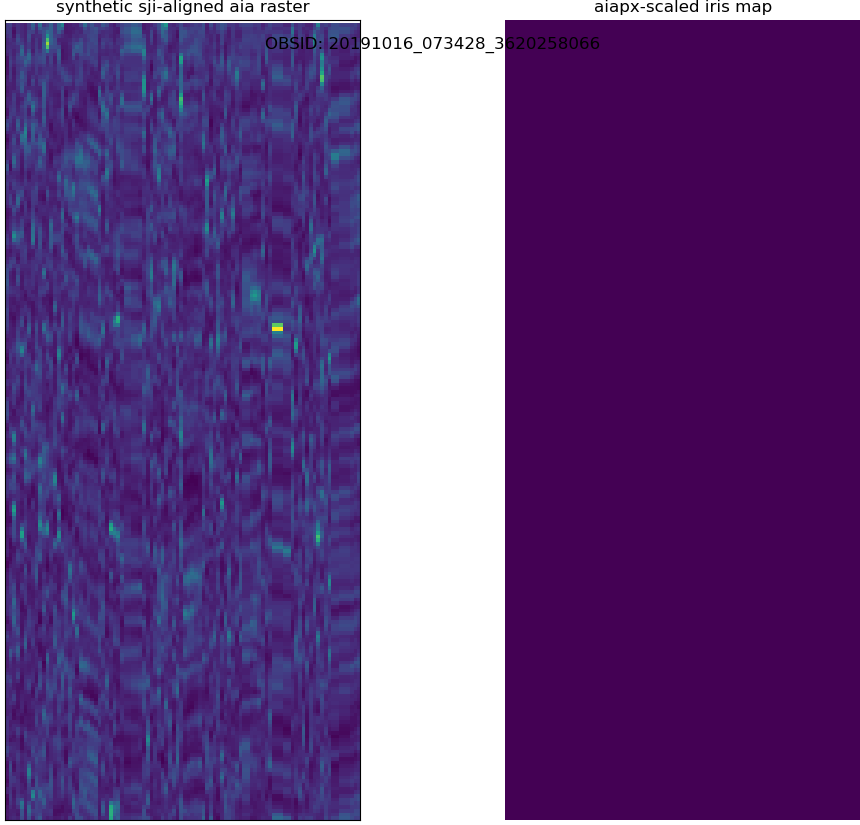 synthetic sji-aligned aia raster
aiapx-scaled iris map
OBSID: 20191016_073428_3620258066